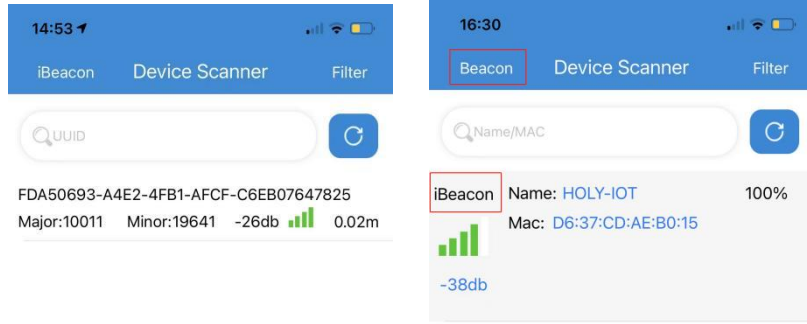 14:53
iBeacon Device Scanner Filter
UUID
FDA50693-A4E2-4FB1-AFCF-C6EB07647825
Major:10011 Minor:19641 -26db 0.02m
16:30
Beacon Device Scanner Filter
Name/MAC
iBeacon Name: HOLY-IOT 100%
Mac: D6:37:CD:AE:B0:15
-38db